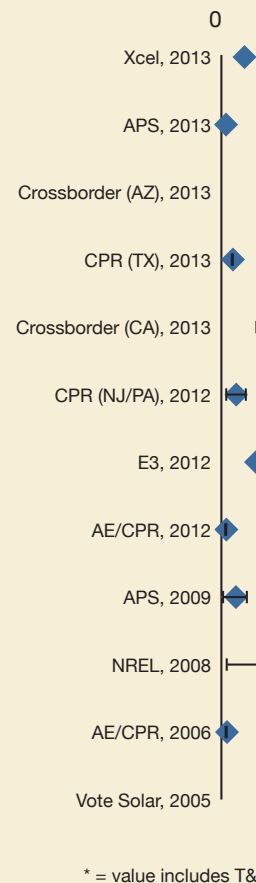 0
Xcel, 2013
APS, 2013
Crossborder (AZ), 2013
CPR (TX), 2013
Crossborder (CA), 2013
CPR (NJ/PA), 2012
E3, 2012
AE/CPR, 2012
APS, 2009
NREL, 2008
AE/CPR, 2006
Vote Solar, 2005
* = value includes T&